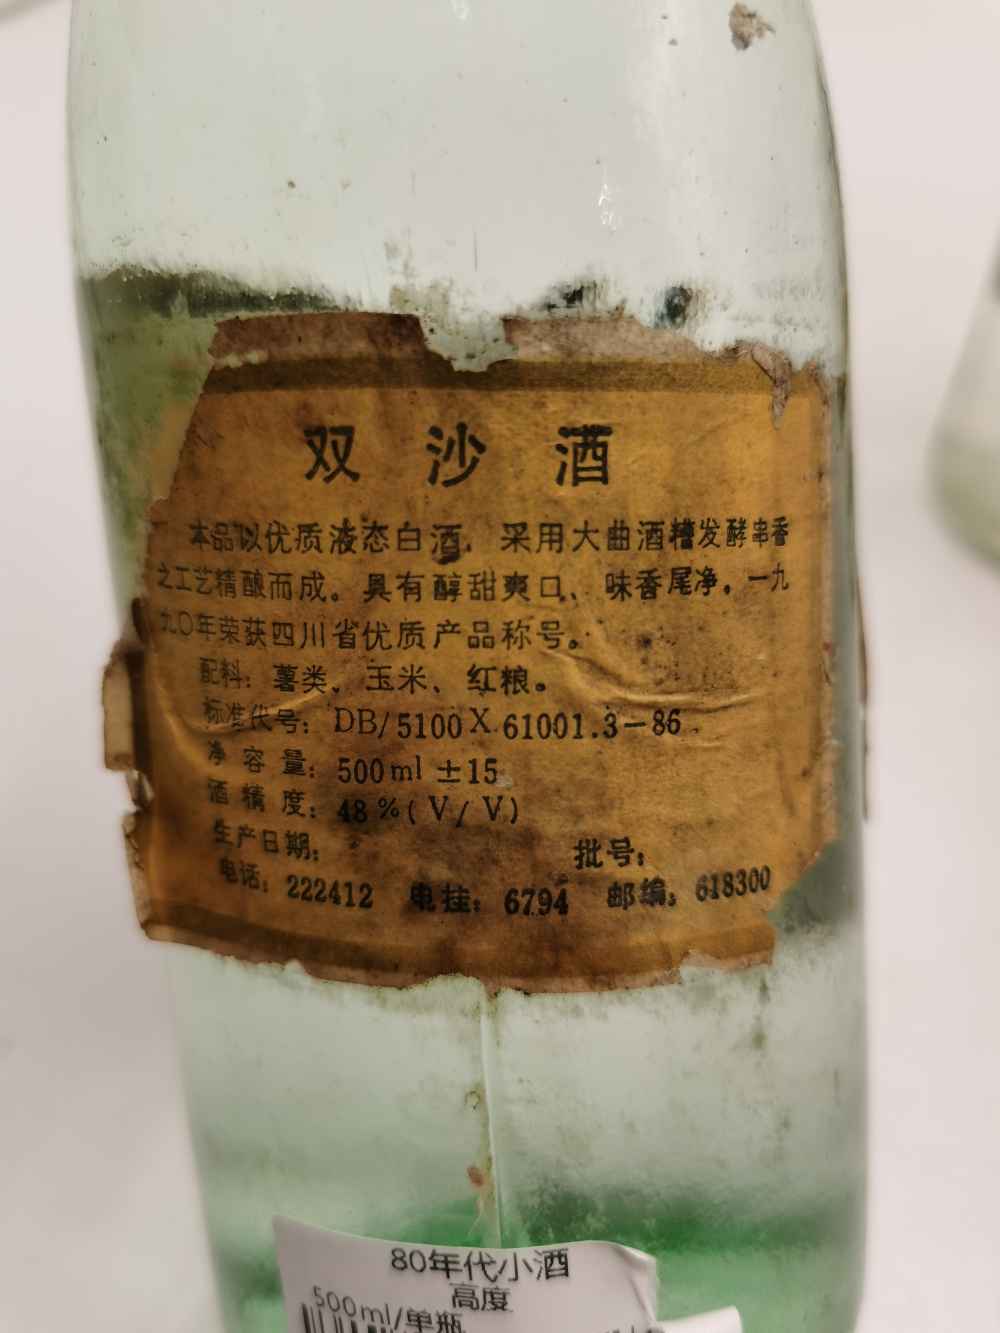 双沙酒
本品以优质液态白酒,采用大曲酒糟发酵串香
之工艺精酿而成。具有醇甜爽口、味香尾净。一九
九〇年荣获四川省优质产品称号。
配料:薯类、玉米、红粮。
标准代号:DB/5100X.61001.3-86
净容量:500ml ±15
酒精度:48%(V/V)
生产日期: 批号:
电话:222412 电挂:6794 邮编:618300
80年代小酒
高度
500ml/单瓶